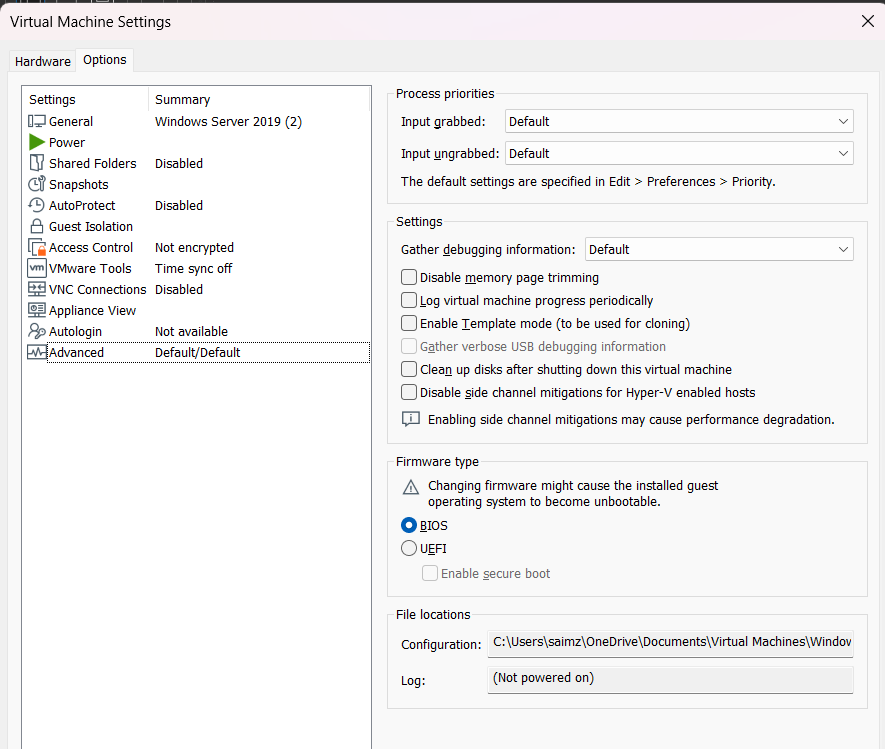 Virtual Machine Settings
Hardware
Options
Settings Summary
General Windows Server 2019 (2)
Power
Shared Folders Disabled
Snapshots
AutoProtect Disabled
Guest Isolation
Access Control Not encrypted
vm VMware Tools Time sync off
VNC Connections Disabled
Appliance View
Autologin Not available
Advanced Default/Default
Process priorities
Input grabbed: Default
Input ungrabbed: Default
The default settings are specified in Edit > Preferences > Priority.
Settings
Gather debugging information: Default
Disable memory page trimming
Log virtual machine progress periodically
Enable Template mode (to be used for cloning)
Gather verbose USB debugging information
Clean up disks after shutting down this virtual machine
Disable side channel mitigations for Hyper-V enabled hosts
Enabling side channel mitigations may cause performance degradation.
Firmware type
Changing firmware might cause the installed guest
operating system to become unbootable.
BIOS
UEFI
Enable secure boot
File locations
Configuration: C:\Users\saimz\OneDrive\Documents\Virtual Machines\Window
Log: (Not powered on)